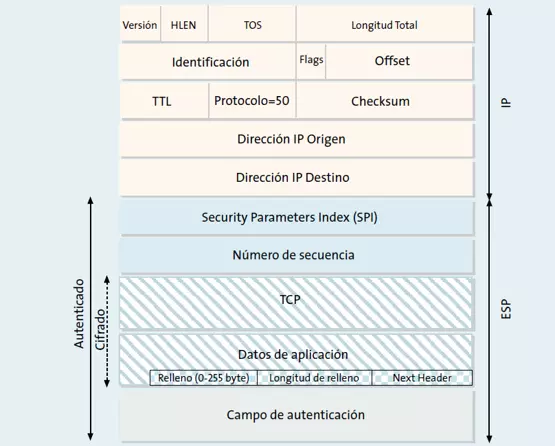 Versión HLEN TOS Longitud Total
Identificación Flags Offset
TTL Protocolo=50 Checksum
IP
Dirección IP Origen
Dirección IP Destino
Security Parameters Index (SPI)
Número de secuencia
Autenticado
Cifrado
TCP
ESP
Datos de aplicación
Relleno (0-255 byte) Longitud de relleno Next Header
Campo de autenticación